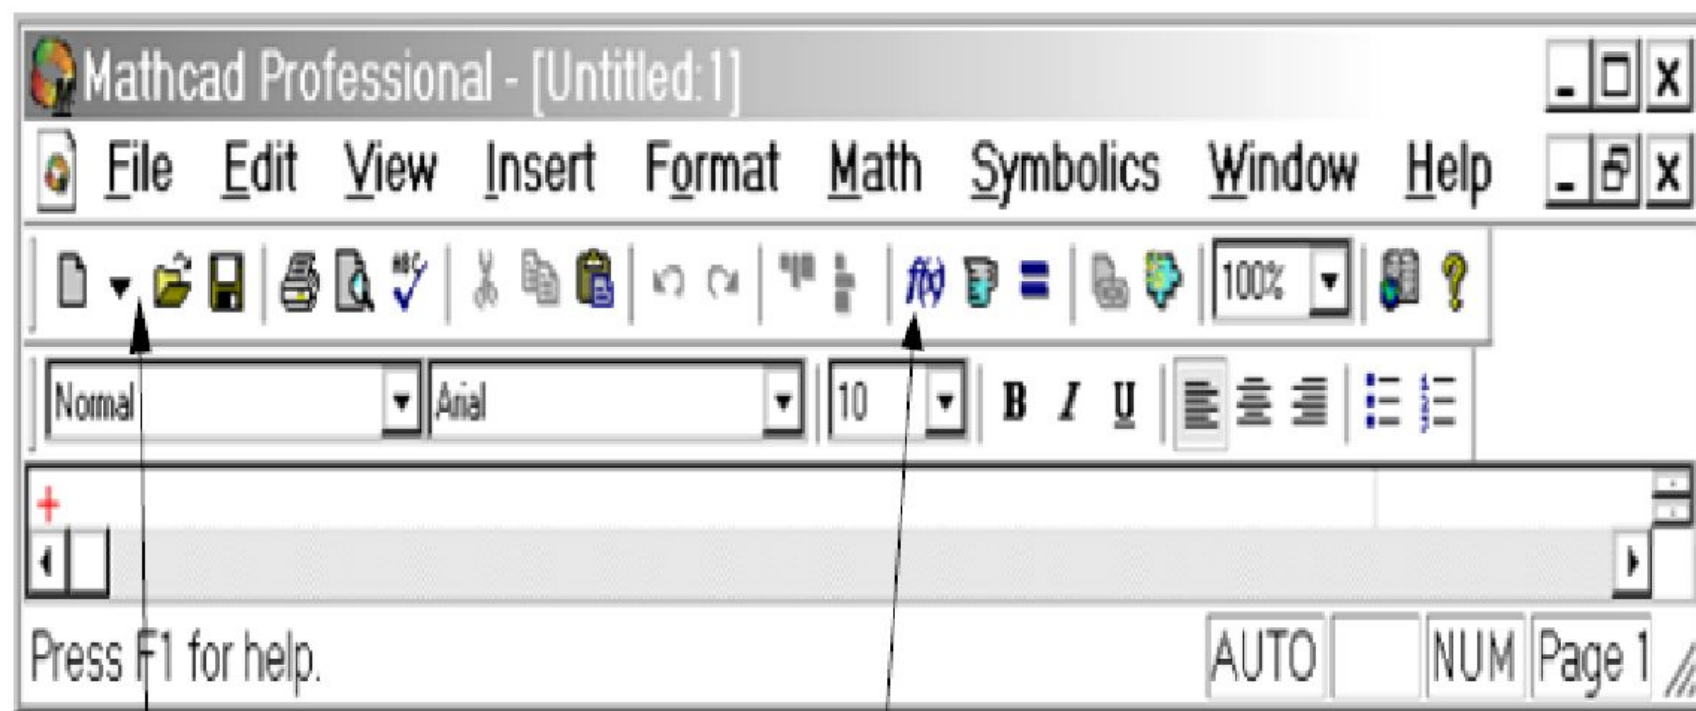 Mathcad Professional - [Untitled:1]
File Edit View Insert Format Math Symbolics Window Help
ABC f(x) = 100% ?
Normal Arial 10 B I U
+
Press F1 for help. AUTO NUM Page 1